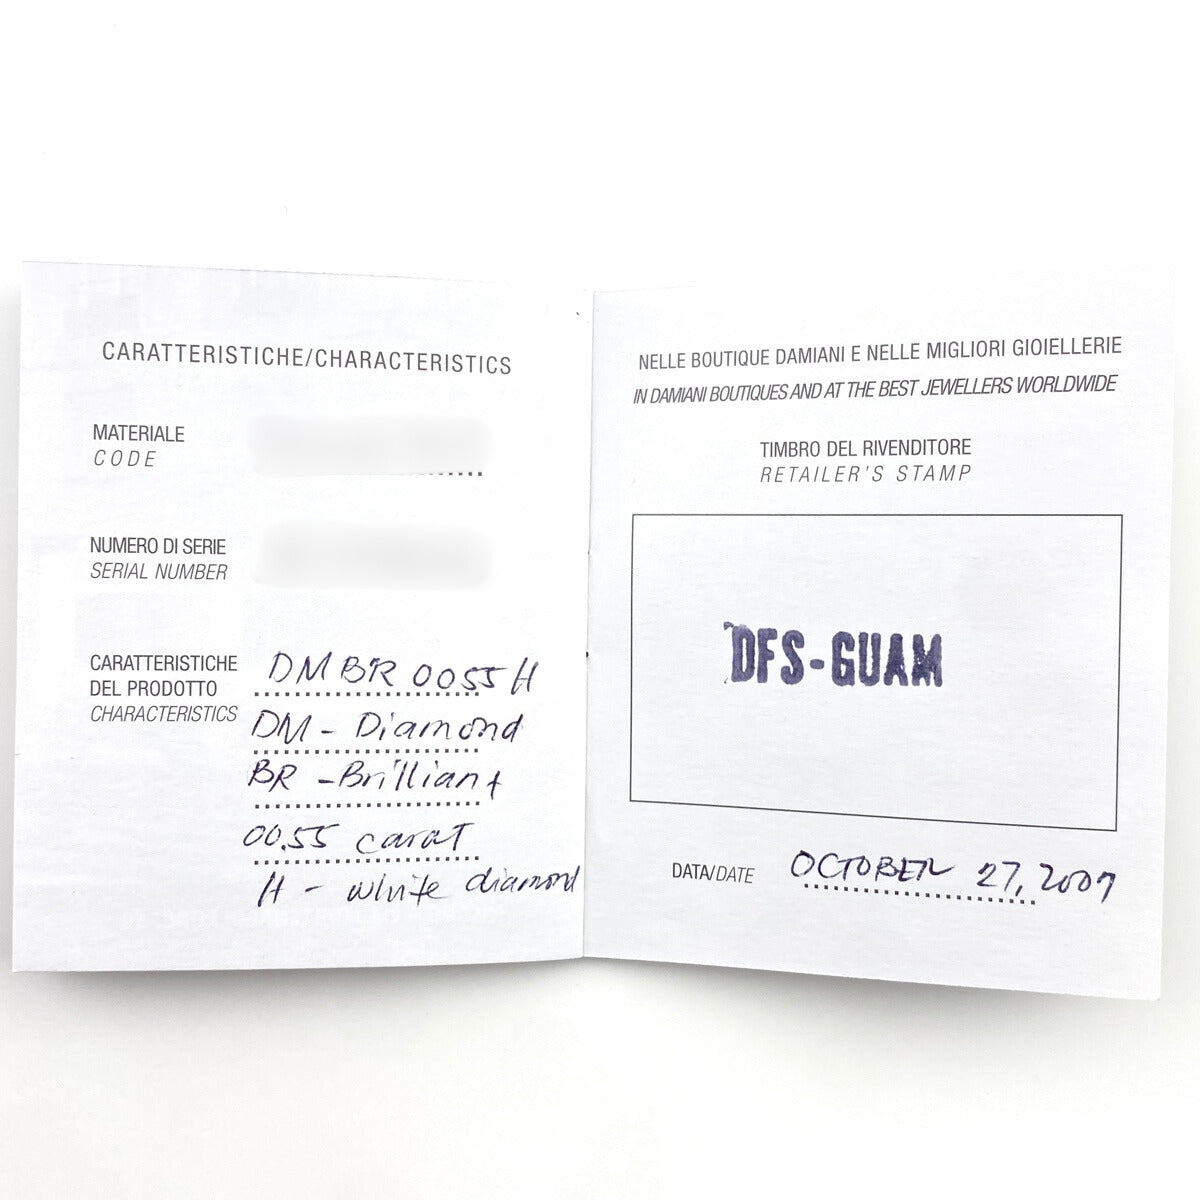 CARATTERISTICHE/CHARACTERISTICS
MATERIALE
CODE
NUMERO DI SERIE
SERIAL NUMBER
CARATTERISTICHE
DEL PRODOTTO
CHARACTERISTICS
DMBR 0055H
DM - Diamond
BR - Brilliant
00.55 carat
H - white diamond
NELLE BOUTIQUE DAMIANI E NELLE MIGLIORI GIOIELLERIE
IN DAMIANI BOUTIQUES AND AT THE BEST JEWELLERS WORLDWIDE
TIMBRO DEL RIVENDITORE
RETAILER'S STAMP
DFS-GUAM
DATA/DATE OCTOBER 27, 2007